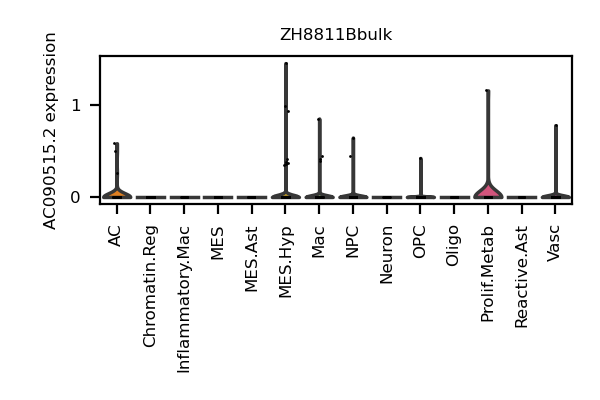 ZH8811Bbulk
AC090515.2 expression
1
0
AC
Chromatin.Reg
Inflammatory.Mac
MES
MES.Ast
MES.Hyp
Mac
NPC
Neuron
OPC
Oligo
Prolif.Metab
Reactive.Ast
Vasc